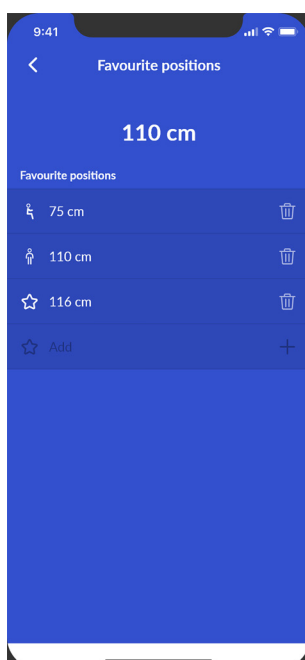 9:41
Favourite positions
110 cm
Favourite positions
75 cm
110 cm
116 cm
Add